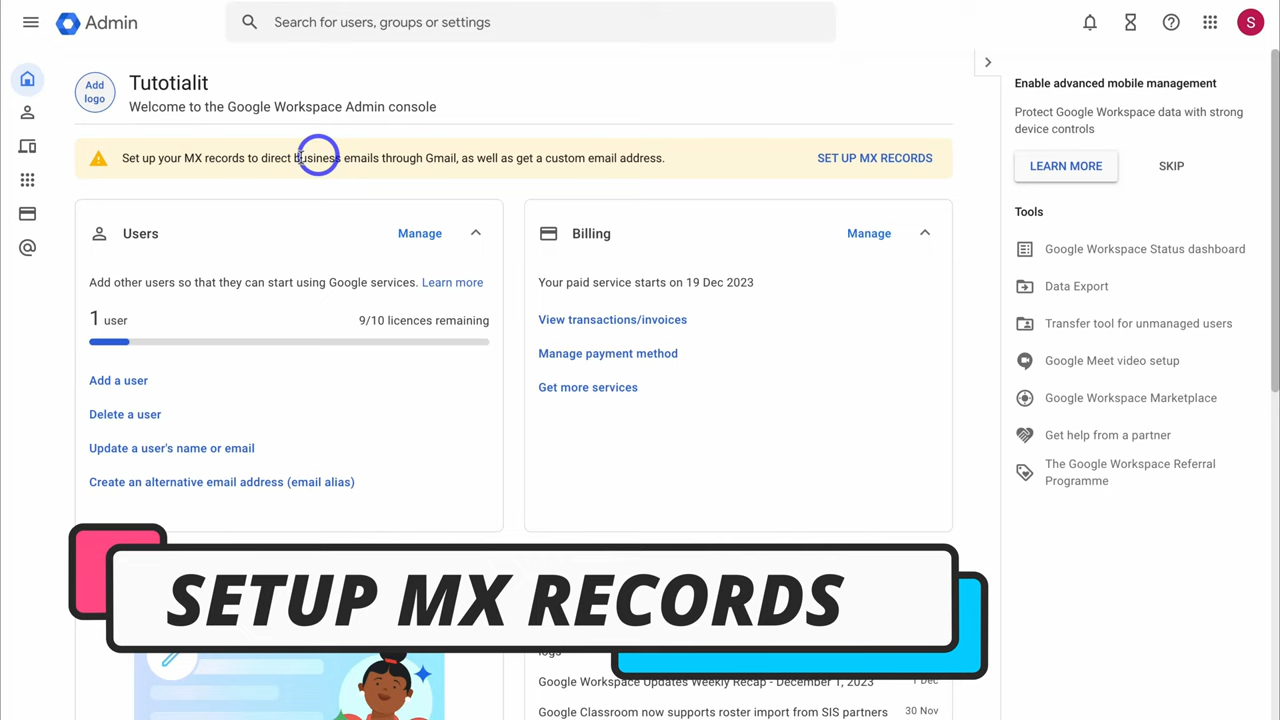 Admin
Search for users, groups or settings
S
Add
logo
Tutotialit
Welcome to the Google Workspace Admin console
Set up your MX records to direct business emails through Gmail, as well as get a custom email address.
SET UP MX RECORDS
Users
Manage
Add other users so that they can start using Google services. Learn more
1 user
9/10 licences remaining
Add a user
Delete a user
Update a user's name or email
Create an alternative email address (email alias)
Billing
Manage
Your paid service starts on 19 Dec 2023
View transactions/invoices
Manage payment method
Get more services
Enable advanced mobile management
Protect Google Workspace data with strong
device controls
LEARN MORE
SKIP
Tools
Google Workspace Status dashboard
Data Export
Transfer tool for unmanaged users
Google Meet video setup
Google Workspace Marketplace
Get help from a partner
The Google Workspace Referral
Programme
SETUP MX RECORDS
Google Workspace Updates Weekly Recap - December 1, 2023
1 Dec
Google Classroom now supports roster import from SIS partners
30 Nov